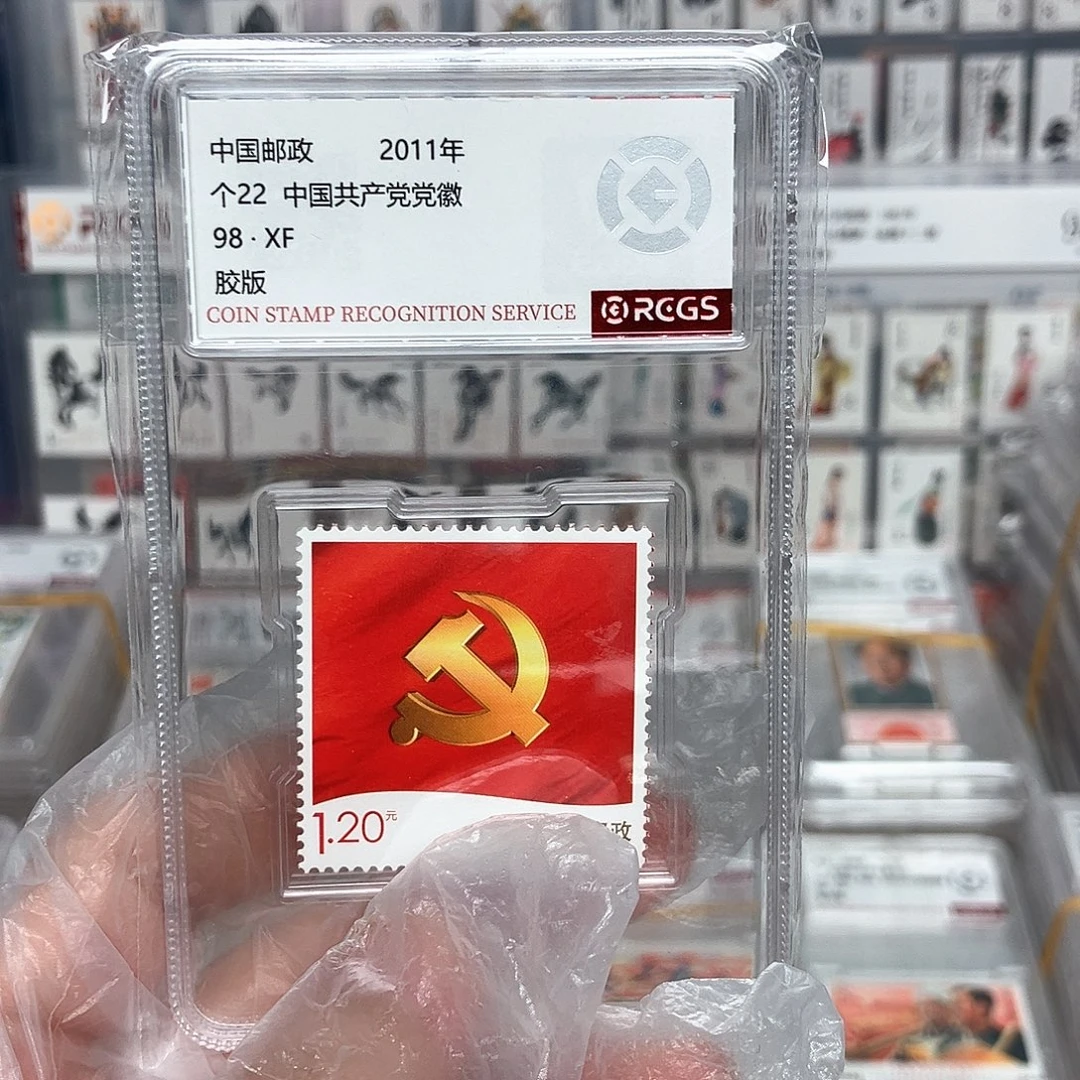 中国邮政 2011年
个22 中国共产党党徽
98·XF
胶版
COIN STAMP RECOGNITION SERVICE
RCGS
1.20元
政